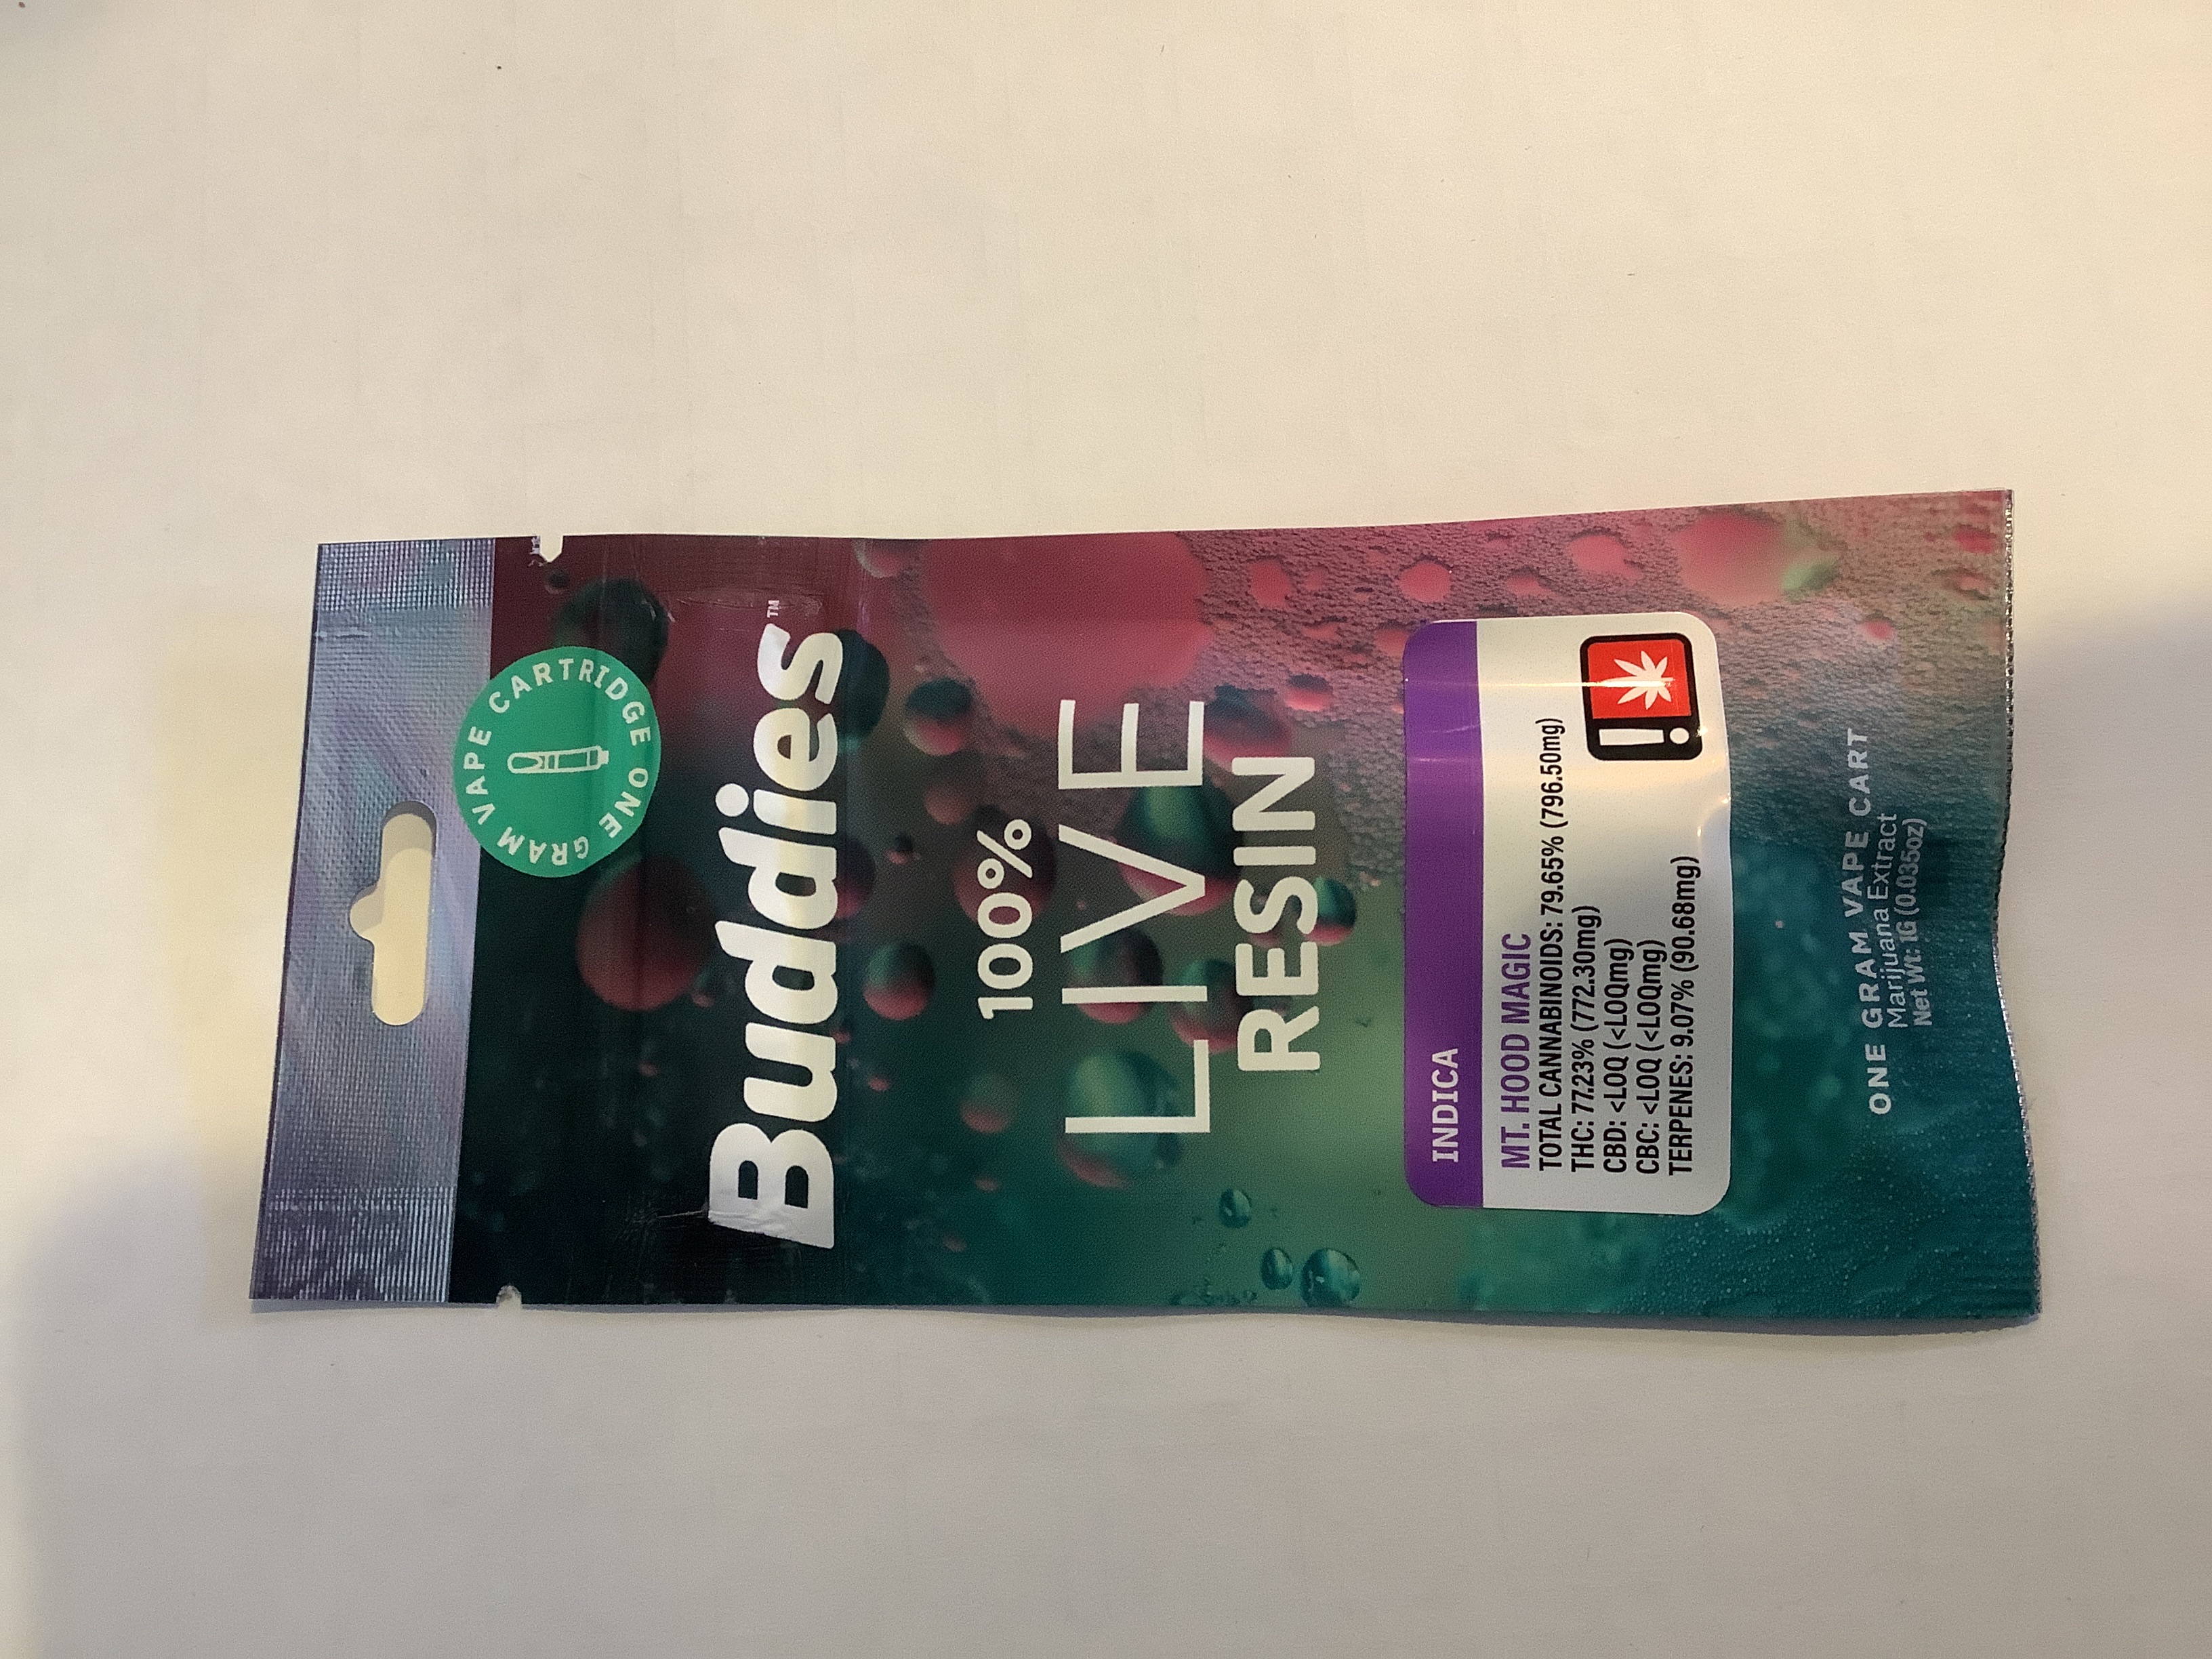 VAPE CARTRIDGE ONE GRAM
Buddies™
100%
LIVE
RESIN
INDICA
MT. HOOD MAGIC
TOTAL CANNABINOIDS: 79.65% (796.50mg)
THC: 77.23% (772.30mg)
CBD: <LOQ (<LOQmg)
CBC: <LOQ (<LOQmg)
TERPENES: 9.07% (90.68mg)
!
ONE GRAM VAPE CART
Marijuana Extract
Net Wt: 1G (0.035oz)